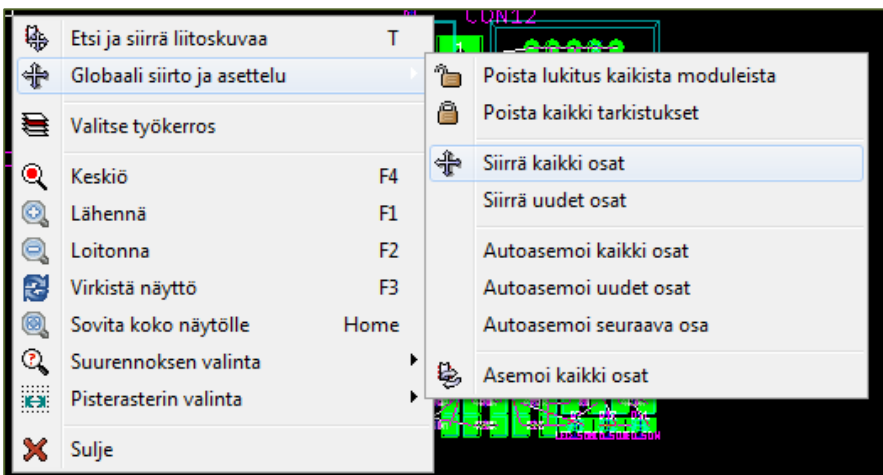 CON12
Etsi ja siirrä liitoskuvaa T
Globaali siirto ja asettelu
Valitse työkerros
Keskiö F4
Lähennä F1
Loitonna F2
Virkistä näyttö F3
Sovita koko näytölle Home
Suurennoksen valinta
Pisterasterin valinta
Sulje
Poista lukitus kaikista moduleista
Poista kaikki tarkistukset
Siirrä kaikki osat
Siirrä uudet osat
Autoasemoi kaikki osat
Autoasemoi uudet osat
Autoasemoi seuraava osa
Asemoi kaikki osat